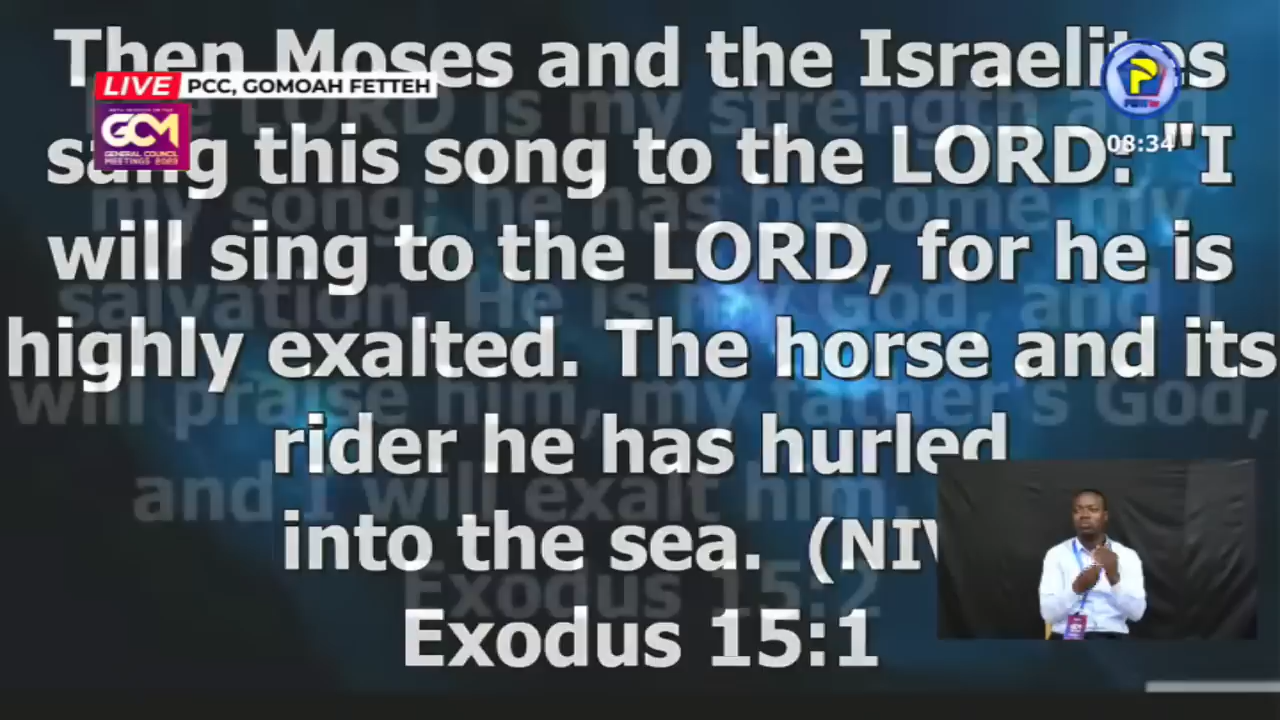 Then Moses and the Israelites
LIVE PCC, GOMOAH FETTEH
GCM
GENERAL COUNCIL
MEETINGS 2023
08:34
sang this song to the LORD: "I
will sing to the LORD, for he is
highly exalted. The horse and its
rider he has hurled
into the sea. (NIV
Exodus 15:1
LORD is my strength and
my song; he has become my
salvation. He is my God, and I
will praise him, my father's God,
and I will exalt him.
Exodus 15:2
GCM